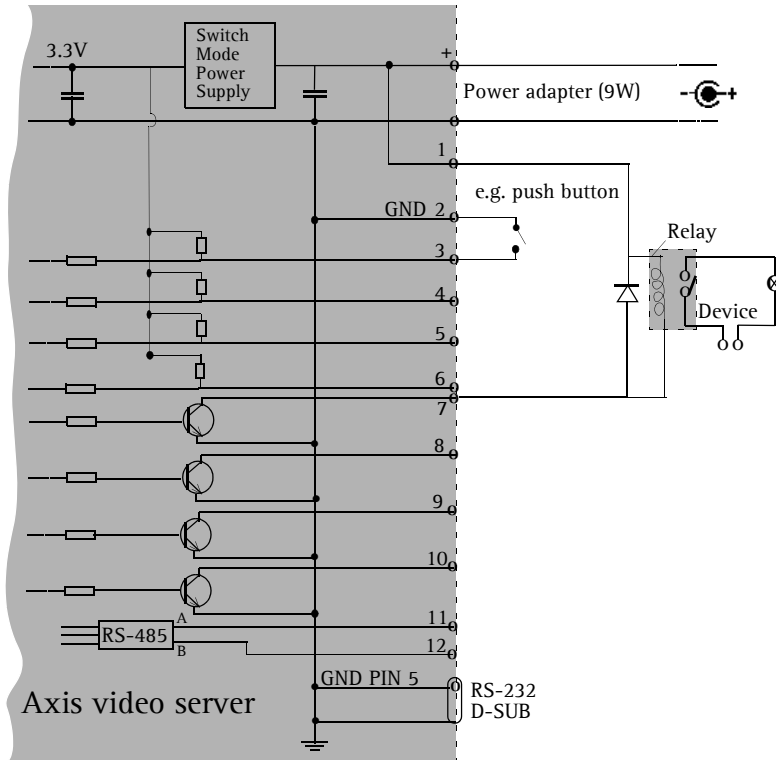 3.3V
Switch
Mode
Power
Supply
+
Power adapter (9W)
- +
1
e.g. push button
GND 2
Relay
3
4
Device
5
6
7
8
9
10
A
11
RS-485
B
12
GND PIN 5
RS-232
D-SUB
Axis video server